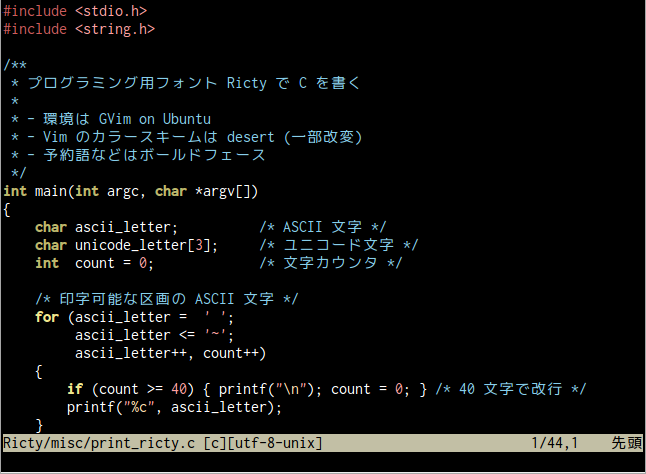 #include <stdio.h>
#include <string.h>

/**
 * プログラミング用フォント Ricty で C を書く
 *
 * - 環境は GVim on Ubuntu
 * - Vim のカラースキームは desert (一部改変)
 * - 予約語などはボールドフェース
 */
int main(int argc, char *argv[])
{
    char ascii_letter;          /* ASCII 文字 */
    char unicode_letter[3];     /* ユニコード文字 */
    int  count = 0;             /* 文字カウンタ */

    /* 印字可能な区画の ASCII 文字 */
    for (ascii_letter =  ' ';
         ascii_letter <= '~';
         ascii_letter++, count++)
    {
        if (count >= 40) { printf("\n"); count = 0; } /* 40 文字で改行 */
        printf("%c", ascii_letter);
    }
Ricty/misc/print_ricty.c [c][utf-8-unix]                          1/44,1    先頭